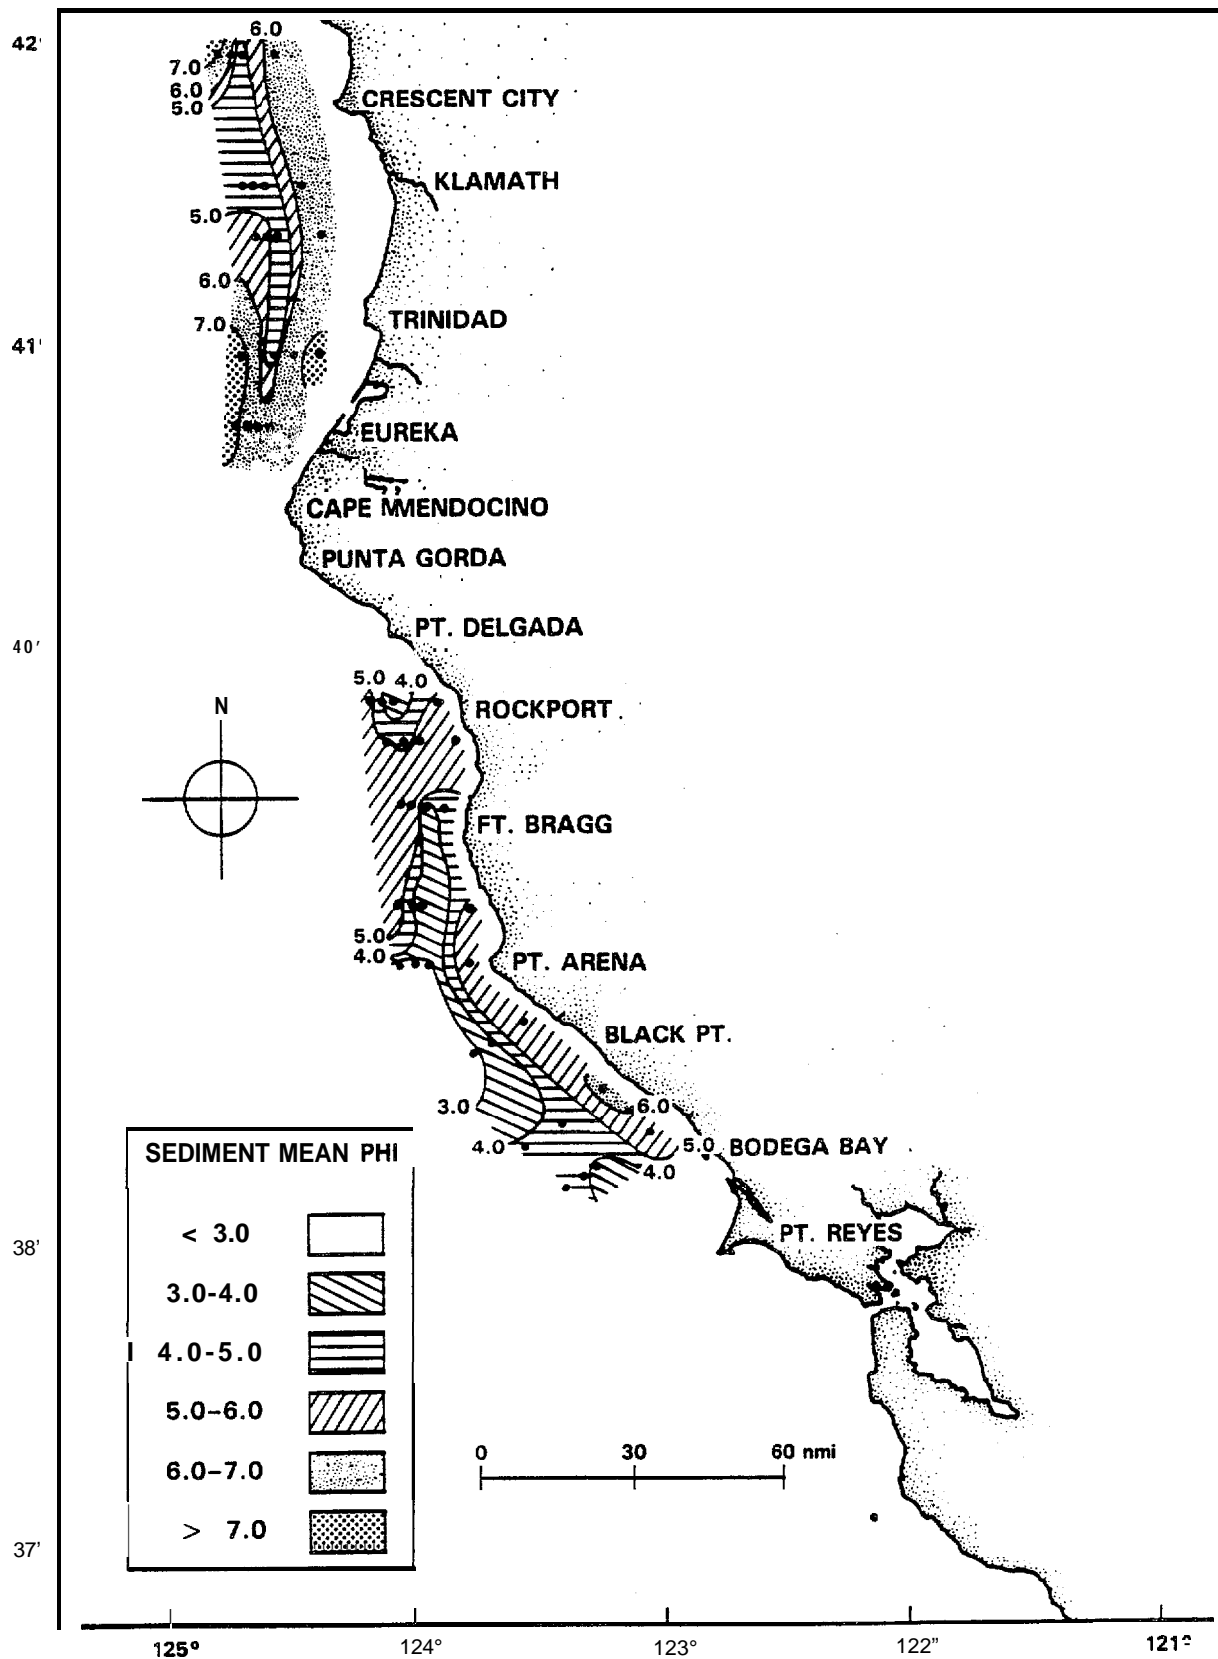 6.0
42'
7.0
6.0
5.0
CRESCENT CITY
KLAMATH
5.0
6.0
7.0
TRINIDAD
41'
EUREKA
CAPE MMENDOCINO
PUNTA GORDA
PT. DELGADA
40'
5.0 4.0
N
ROCKPORT
FT. BRAGG
5.0
4.0
PT. ARENA
BLACK PT.
3.0
6.0
4.0
5.0
BODEGA BAY
4.0
PT. REYES
SEDIMENT MEAN PHI
< 3.0
3.0-4.0
4.0-5.0
5.0-6.0
6.0-7.0
> 7.0
38'
0 30 60 nmi
37'
125° 124° 123° 122" 121°